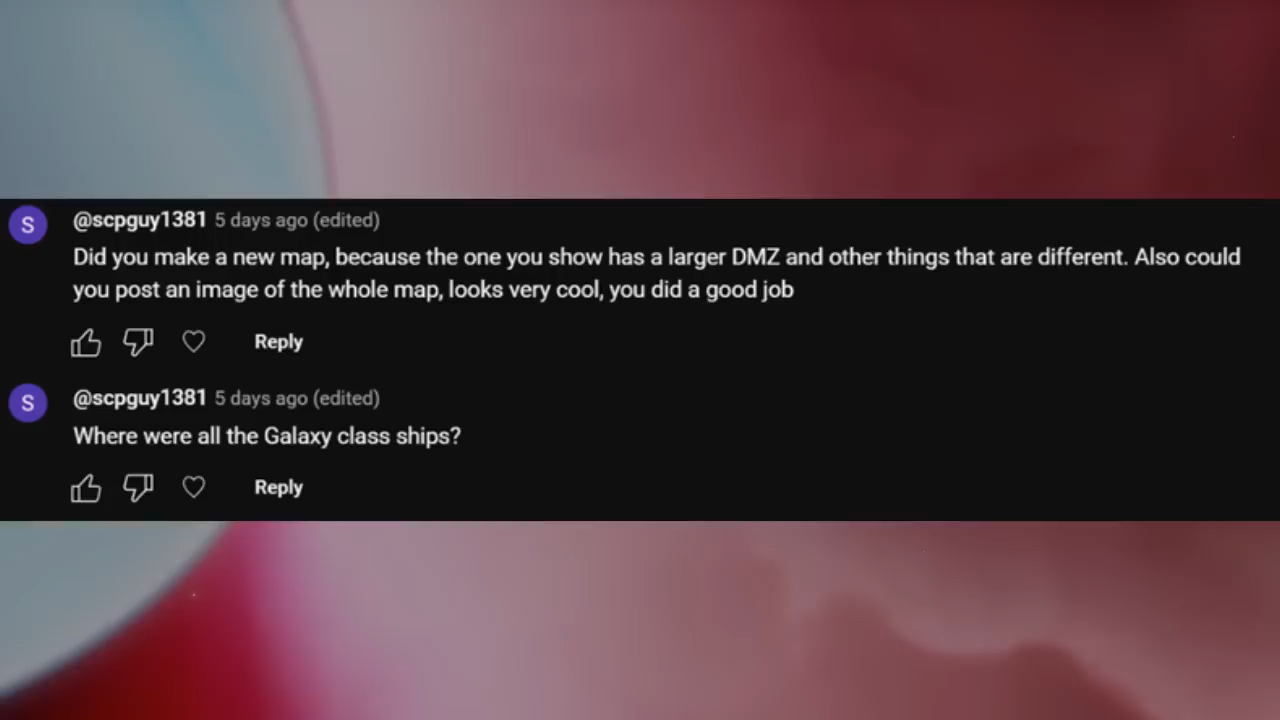 S
@scpguy1381 5 days ago (edited)
Did you make a new map, because the one you show has a larger DMZ and other things that are different. Also could
you post an image of the whole map, looks very cool, you did a good job
Reply
S
@scpguy1381 5 days ago (edited)
Where were all the Galaxy class ships?
Reply